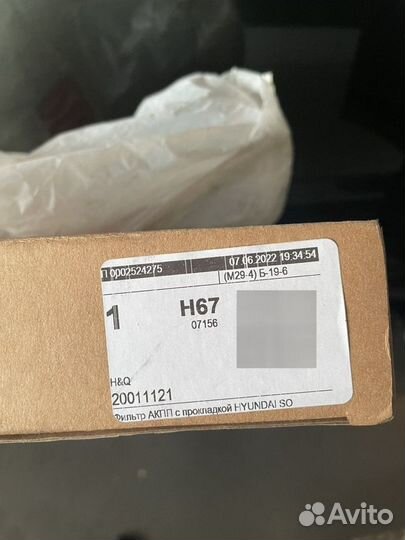 П 0002524275 07.06.2022 19:34:54
(М29-4) Б-19-6
1 H67
07156
H&Q
20011121
Фильтр АКПП с прокладкой HYUNDAI SO
Avito